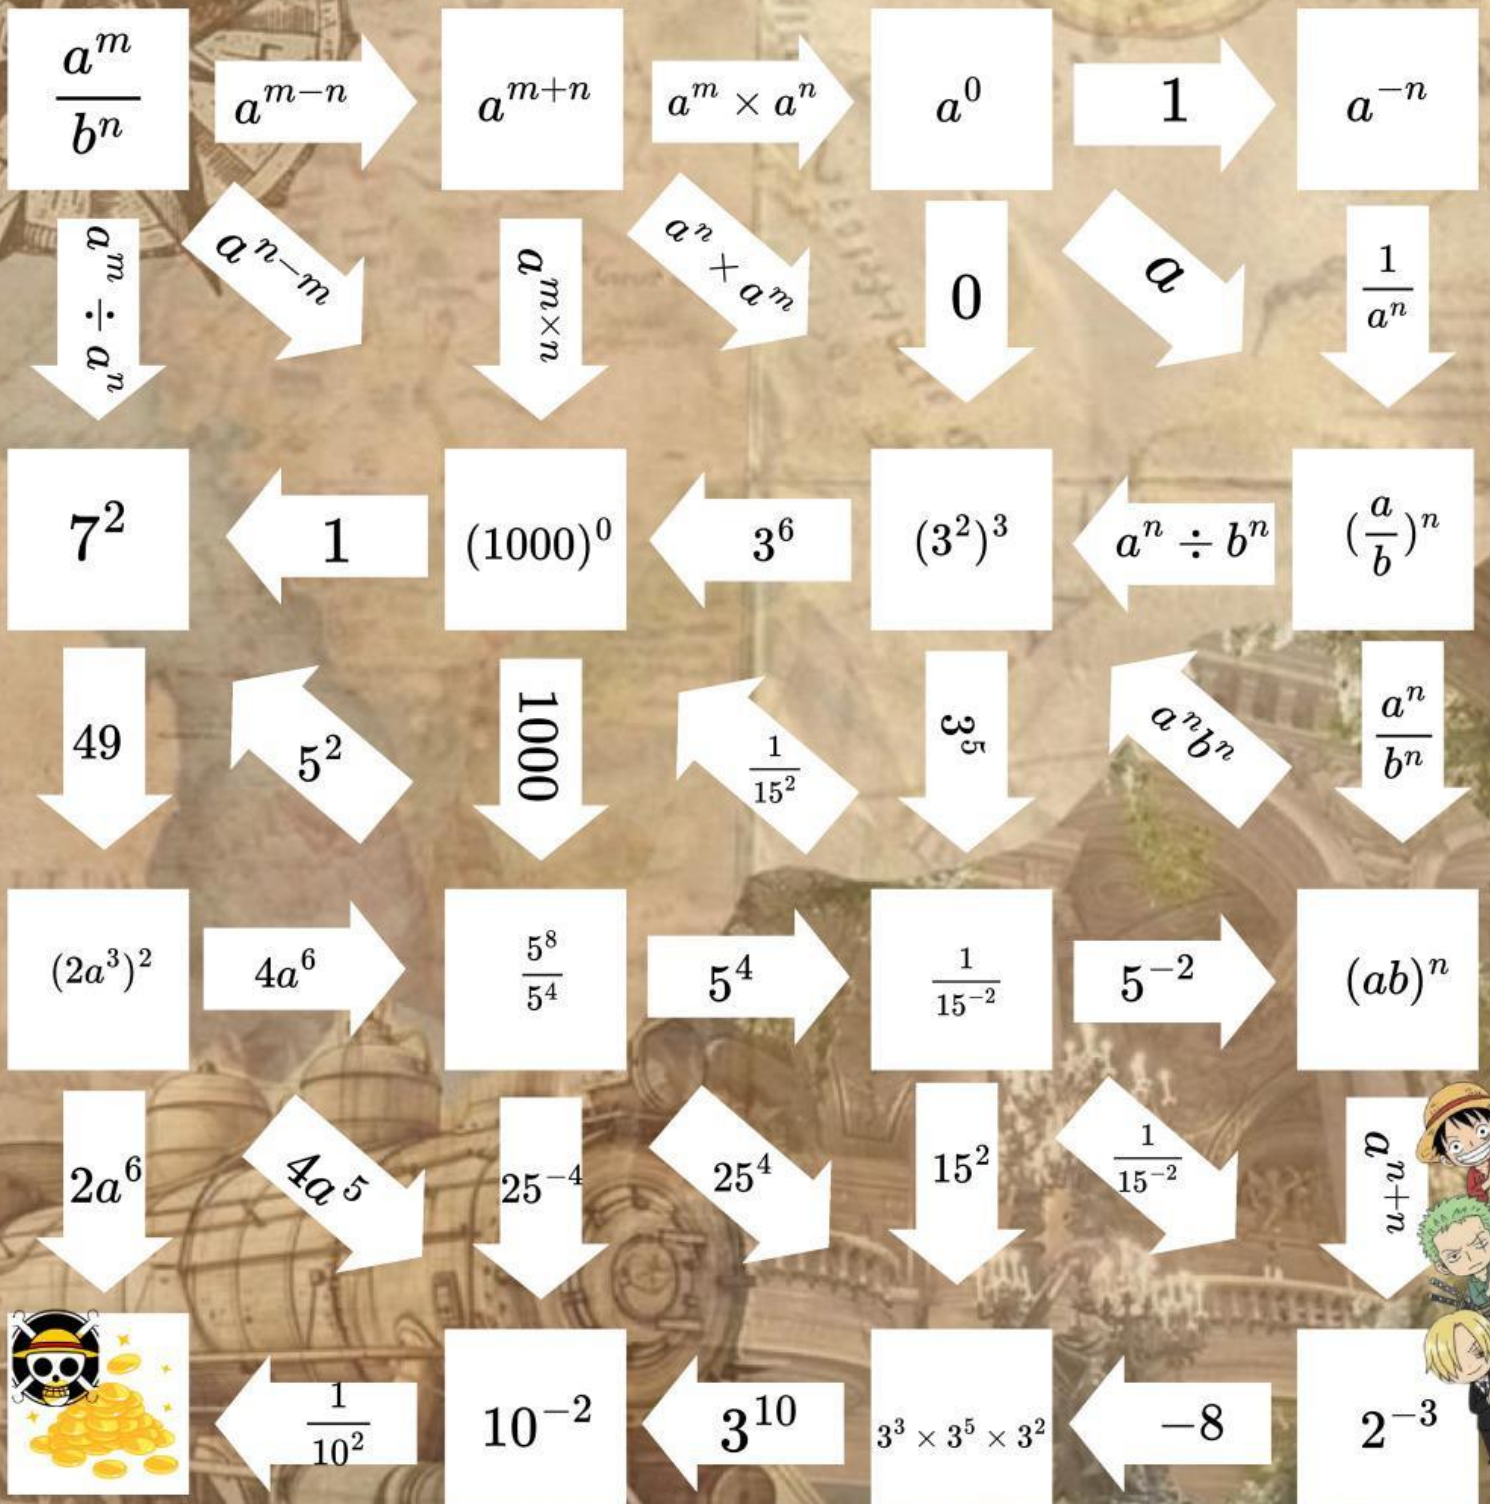 a^m/b^n
a^{m-n}
a^{m+n}
a^m × a^n
a^0
1
a^{-n}
a^m ÷ a^n
a^{n-m}
a^{m×n}
a^n × a^m
0
a
1/a^n
7^2
1
(1000)^0
3^6
(3^2)^3
a^n ÷ b^n
(a/b)^n
49
5^2
1000
1/15^2
3^5
a^n b^n
a^n/b^n
(2a^3)^2
4a^6
5^8/5^4
5^4
1/15^{-2}
5^{-2}
(ab)^n
2a^6
4a^5
25^{-4}
25^4
15^2
1/15^{-2}
a^{n+n}
1/10^2
10^{-2}
3^{10}
3^3 × 3^5 × 3^2
-8
2^{-3}